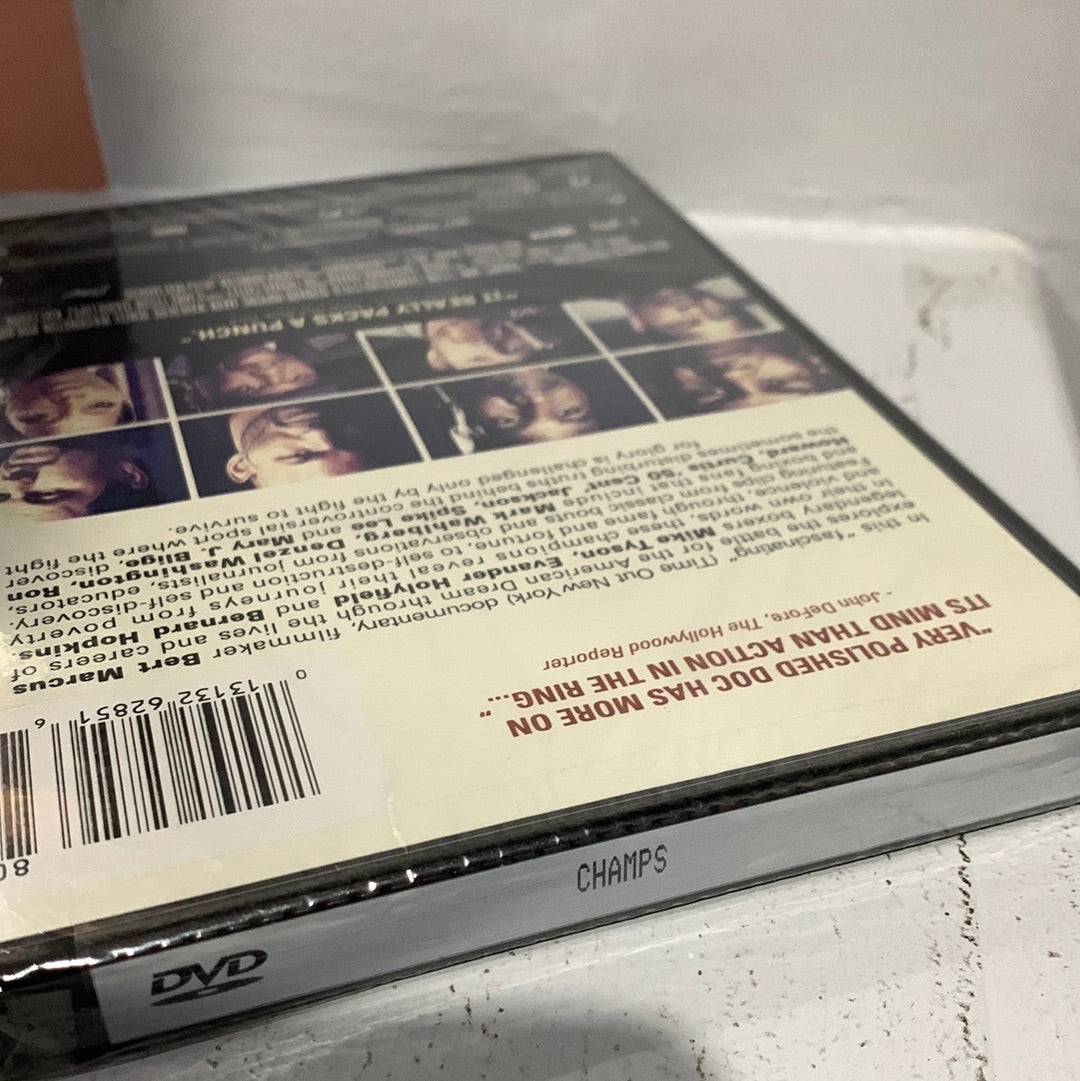 "VERY POLISHED DOC HAS MORE ON
ITS MIND THAN ACTION IN THE RING..."
- John DeFore, The Hollywood Reporter
In this "fascinating" (Time Out New York) documentary, filmmaker Bert Marcus
explores the battle for the American Dream through the lives and careers of
legendary boxers Mike Tyson, Evander Holyfield and Bernard Hopkins.
In their own words, these champions reveal their journeys from poverty
and violence, through fame and fortune, to self-destruction and self-discovery.
Featuring clips from classic bouts and observations from journalists, educators,
and boxing fans that include Mark Wahlberg, Denzel Washington, Ron
Howard, Curtis "50 Cent" Jackson, Spike Lee and Mary J. Blige, discover
the sometimes disturbing truths behind the controversial sport where the fight
for glory is challenged only by the fight to survive.
"IT REALLY PACKS A PUNCH."
0 13132 62851 6
80
CHAMPS
DVD